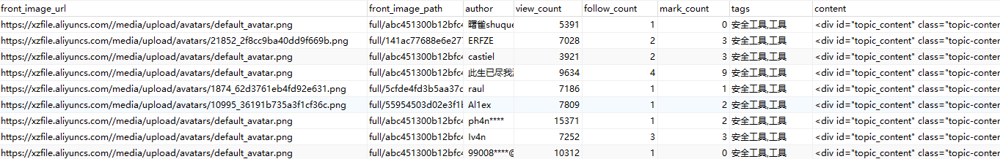 front_image_url front_image_path author view_count follow_count mark_count tags content
https://xzfile.aliyuncs.com//media/upload/avatars/default_avatar.png full/abc451300b12bfc4 曙雀shuque 5391 1 0 安全工具,工具 <div id="topic_content" class="topic-conte
https://xzfile.aliyuncs.com//media/upload/avatars/21852_2f8cc9ba40dd9f669b.png full/141ac77688e6e277 ERFZE 7028 2 3 安全工具,工具 <div id="topic_content" class="topic-conter
https://xzfile.aliyuncs.com//media/upload/avatars/default_avatar.png full/abc451300b12bfc4 castiel 3921 2 3 安全工具,工具 <div id="topic_content" class="topic-conter
https://xzfile.aliyuncs.com//media/upload/avatars/default_avatar.png full/abc451300b12bfc4 此生已尽我 9634 4 9 安全工具,工具 <div id="topic_content" class="topic-conter
https://xzfile.aliyuncs.com//media/upload/avatars/1874_62d3761eb4fd92e631.png full/5cfde4fd3b5aa37c raul 7186 1 1 安全工具,工具 <div id="topic_content" class="topic-conter
https://xzfile.aliyuncs.com//media/upload/avatars/10995_36191b735a3f1cf36c.png full/55954503d02e3f1b Al1ex 7809 1 2 安全工具,工具 <div id="topic_content" class="topic-conter
https://xzfile.aliyuncs.com//media/upload/avatars/default_avatar.png full/abc451300b12bfc4 ph4n**** 15371 1 2 安全工具,工具 <div id="topic_content" class="topic-conter
https://xzfile.aliyuncs.com//media/upload/avatars/default_avatar.png full/abc451300b12bfc4 Iv4n 7252 3 3 安全工具,工具 <div id="topic_content" class="topic-conter
https://xzfile.aliyuncs.com//media/upload/avatars/default_avatar.png full/abc451300b12bfc4 99008****@ 10312 1 0 安全工具,工具 <div id="topic_content" class="topic-conter